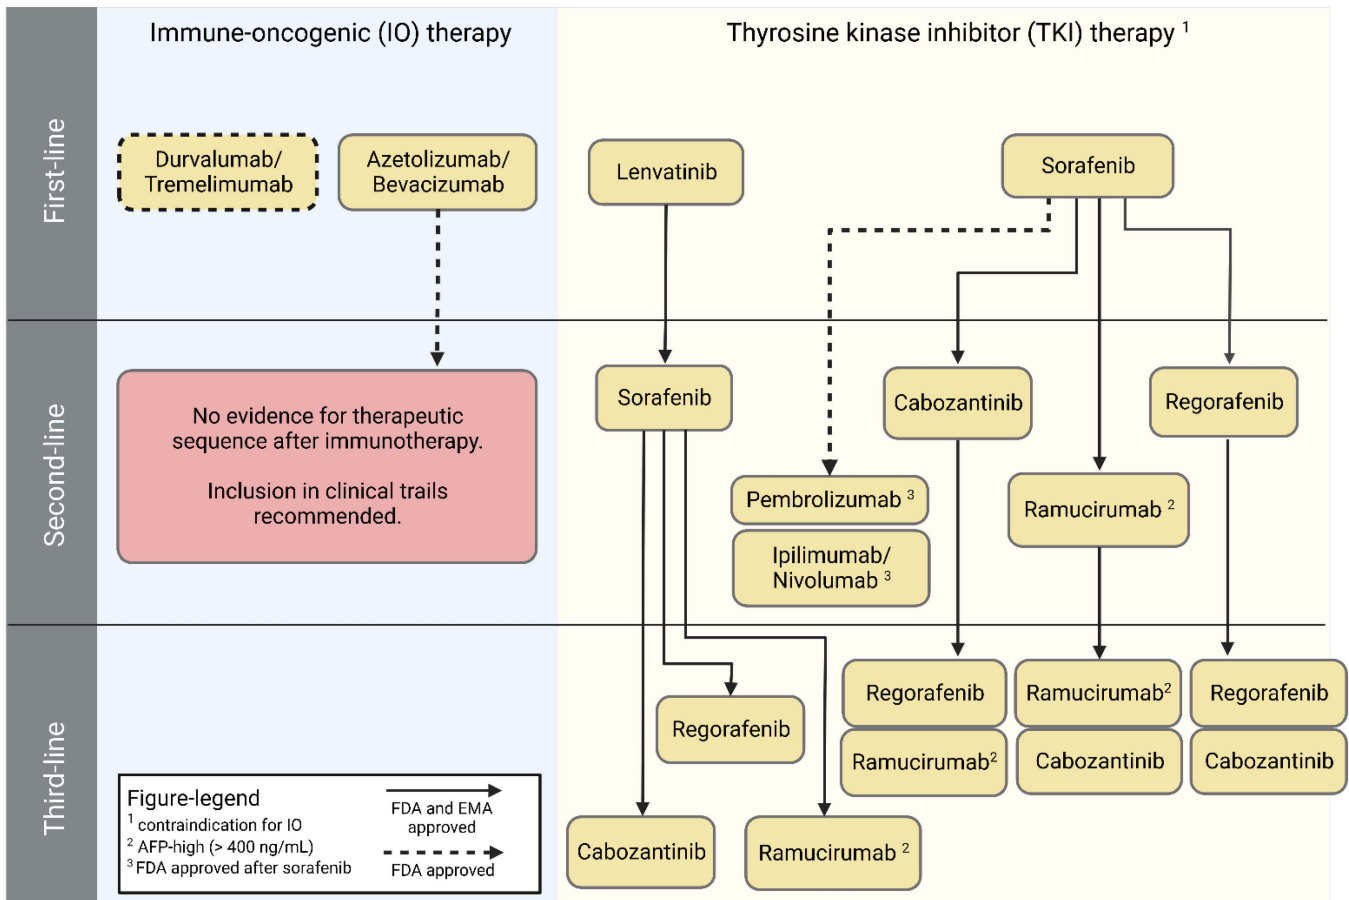 Immune-oncogenic (IO) therapy
Thyrosine kinase inhibitor (TKI) therapy ¹
First-line
Durvalumab/
Tremelimumab
Azetolizumab/
Bevacizumab
Lenvatinib
Sorafenib
Second-line
No evidence for therapeutic
sequence after immunotherapy.
Inclusion in clinical trails
recommended.
Sorafenib
Pembrolizumab ³
Ipilimumab/
Nivolumab ³
Cabozantinib
Ramucirumab ²
Regorafenib
Third-line
Cabozantinib
Regorafenib
Ramucirumab ²
Regorafenib
Ramucirumab²
Ramucirumab²
Cabozantinib
Regorafenib
Cabozantinib
Figure-legend
¹ contraindication for IO
² AFP-high (> 400 ng/mL)
³ FDA approved after sorafenib
FDA and EMA
approved
FDA approved